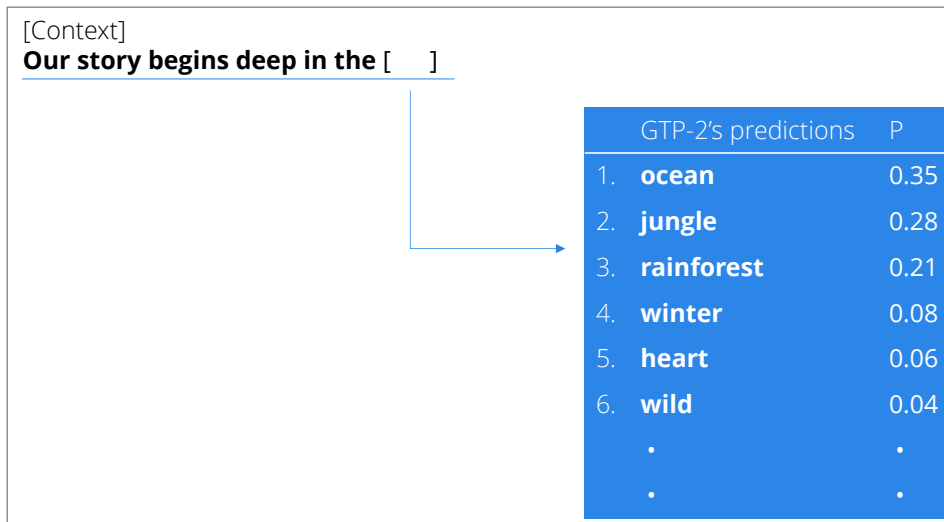 [Context]
Our story begins deep in the [ ]
GTP-2's predictions P
1. ocean 0.35
2. jungle 0.28
3. rainforest 0.21
4. winter 0.08
5. heart 0.06
6. wild 0.04
• •
• •